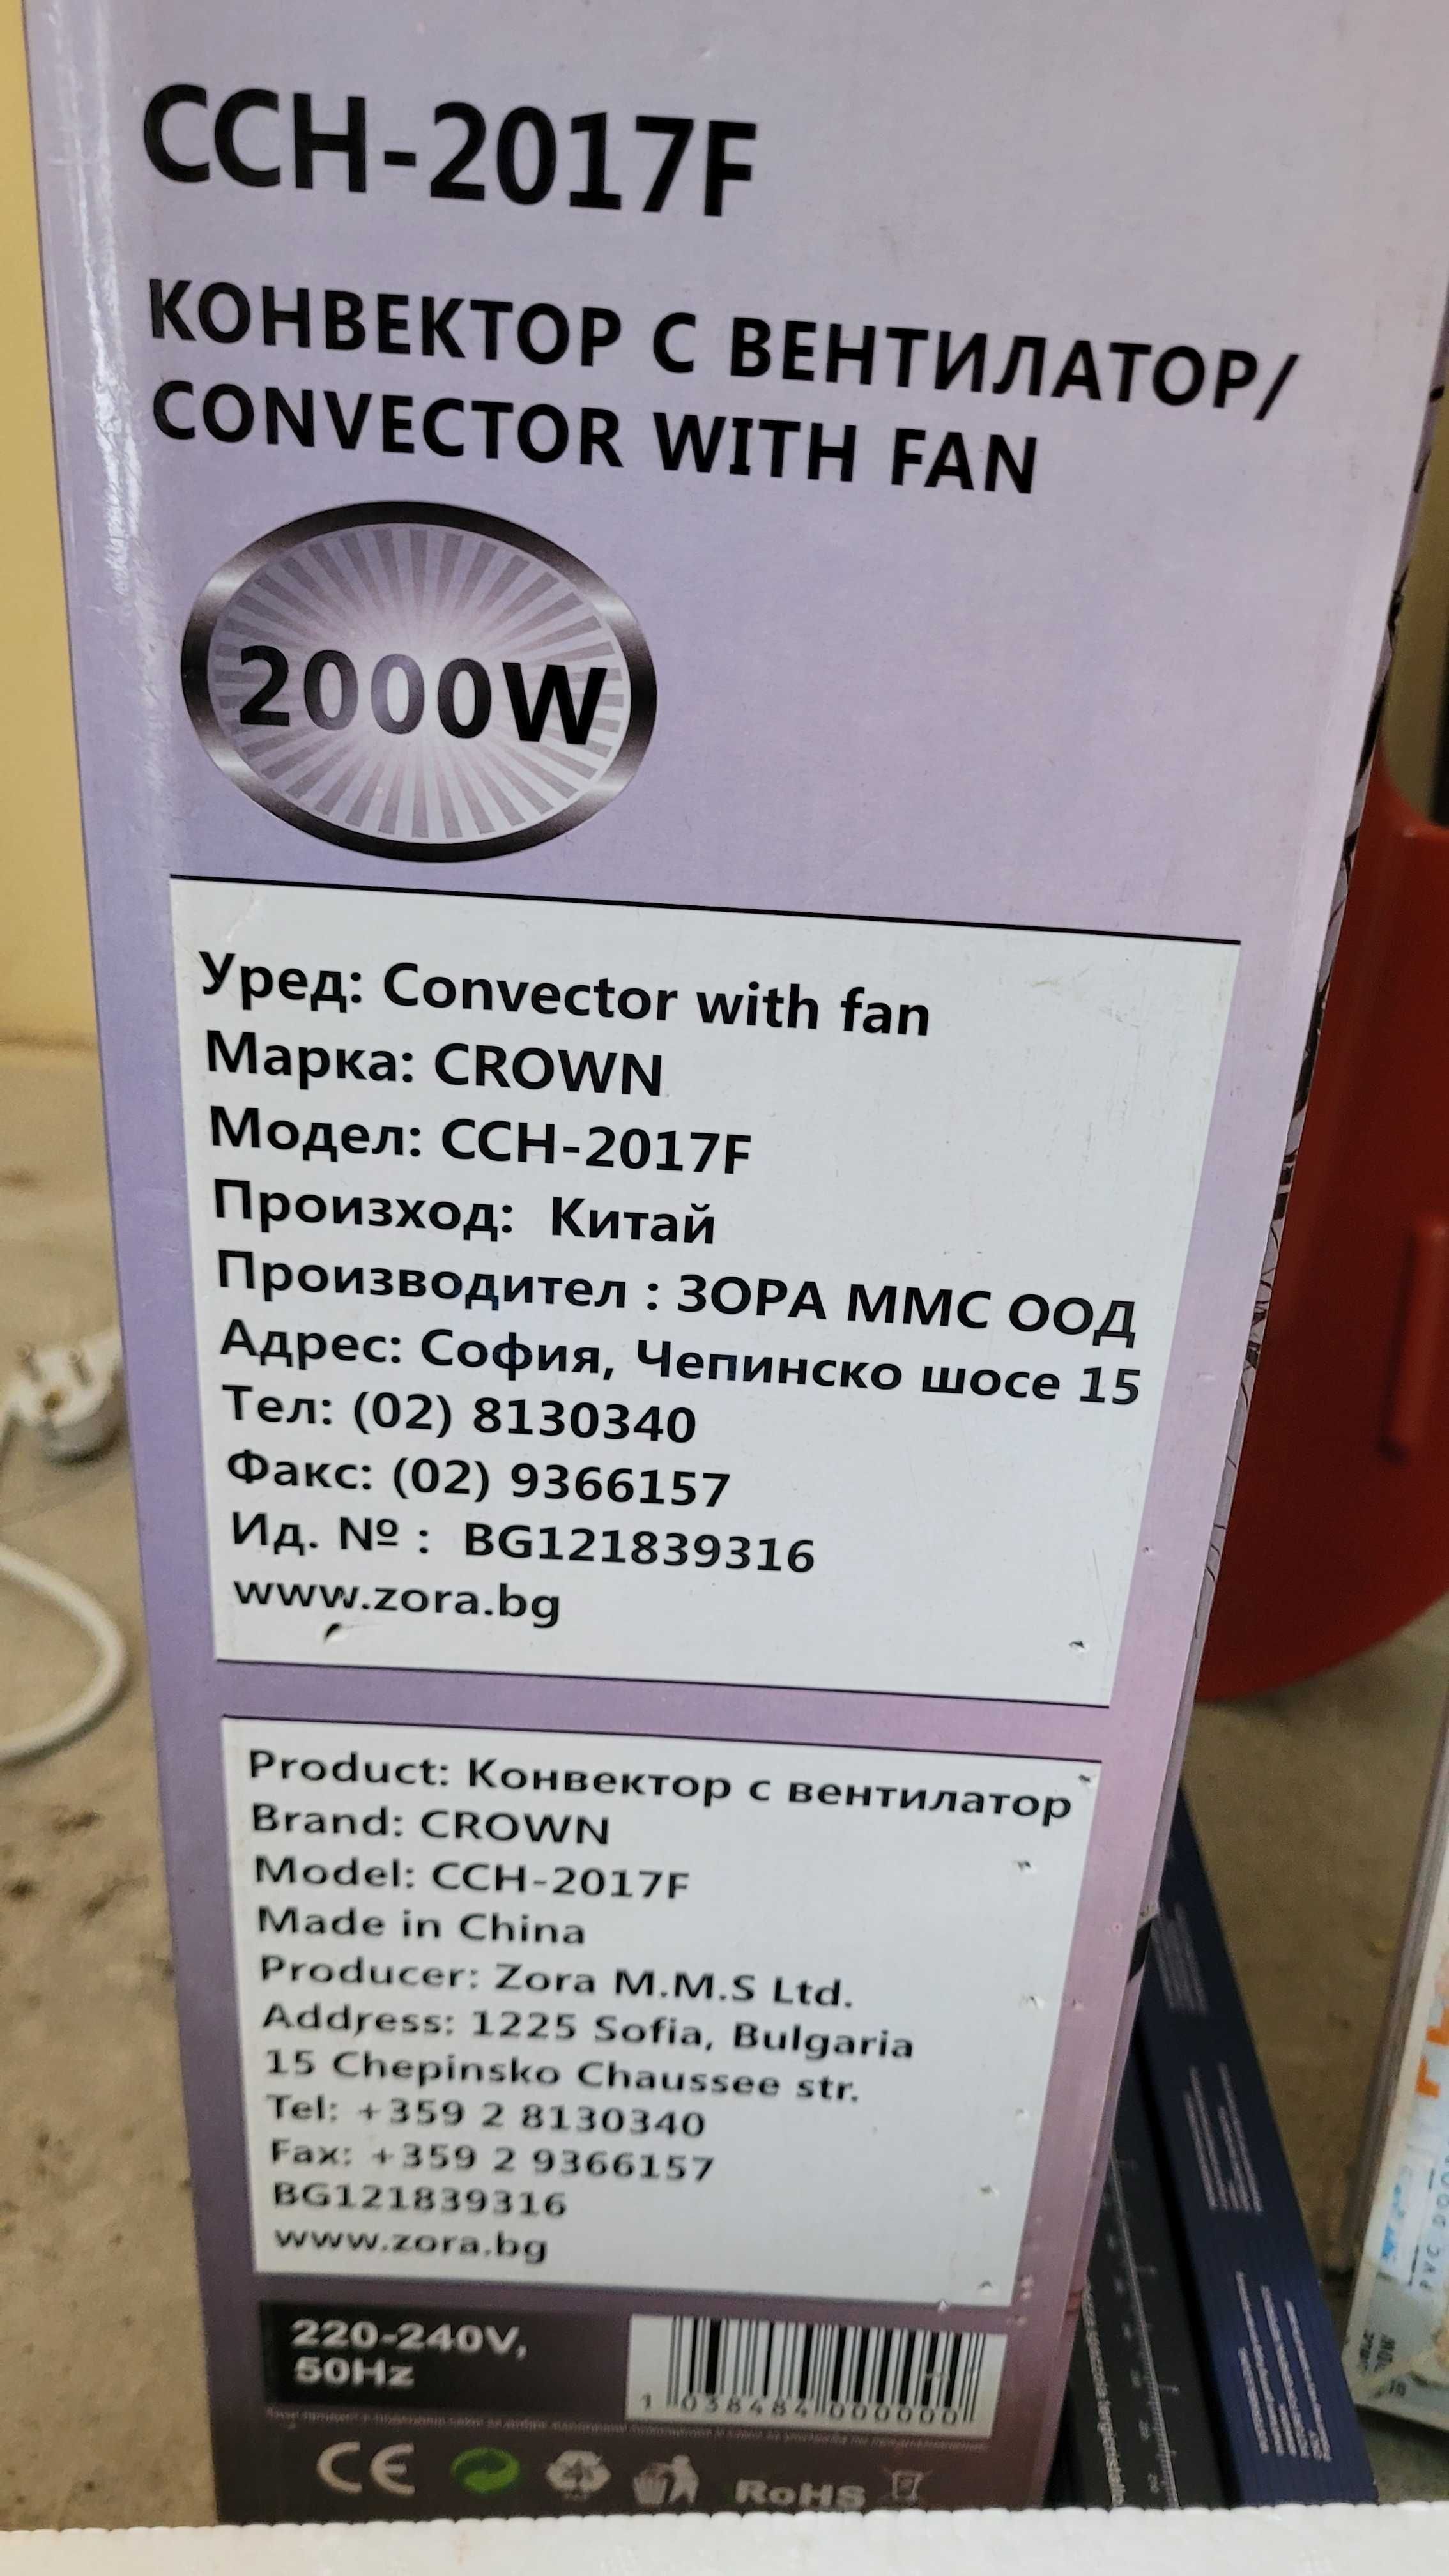 CCH-2017F
КОНВЕКТОР С ВЕНТИЛАТОР/
CONVECTOR WITH FAN
2000W
Уред: Convector with fan
Марка: CROWN
Модел: CCH-2017F
Произход: Китай
Производител : ЗОРА ММС ООД
Адрес: София, Чепинско шосе 15
Тел: (02) 8130340
Факс: (02) 9366157
Ид. № : BG121839316
www.zora.bg
Product: Конвектор с вентилатор
Brand: CROWN
Model: CCH-2017F
Made in China
Producer: Zora M.M.S Ltd.
Address: 1225 Sofia, Bulgaria
15 Chepinsko Chaussee str.
Tel: +359 2 8130340
Fax: +359 2 9366157
BG121839316
www.zora.bg
220-240V,
50Hz
1 038484 000000
CE
RoHS
PVC